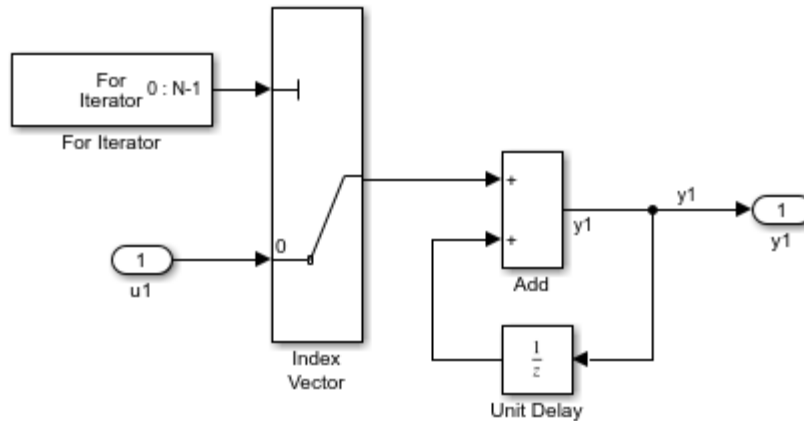 For
Iterator
0 : N-1
For Iterator
0
1
u1
Index
Vector
+
+
y1
Add
y1
1
y1
1
z
Unit Delay